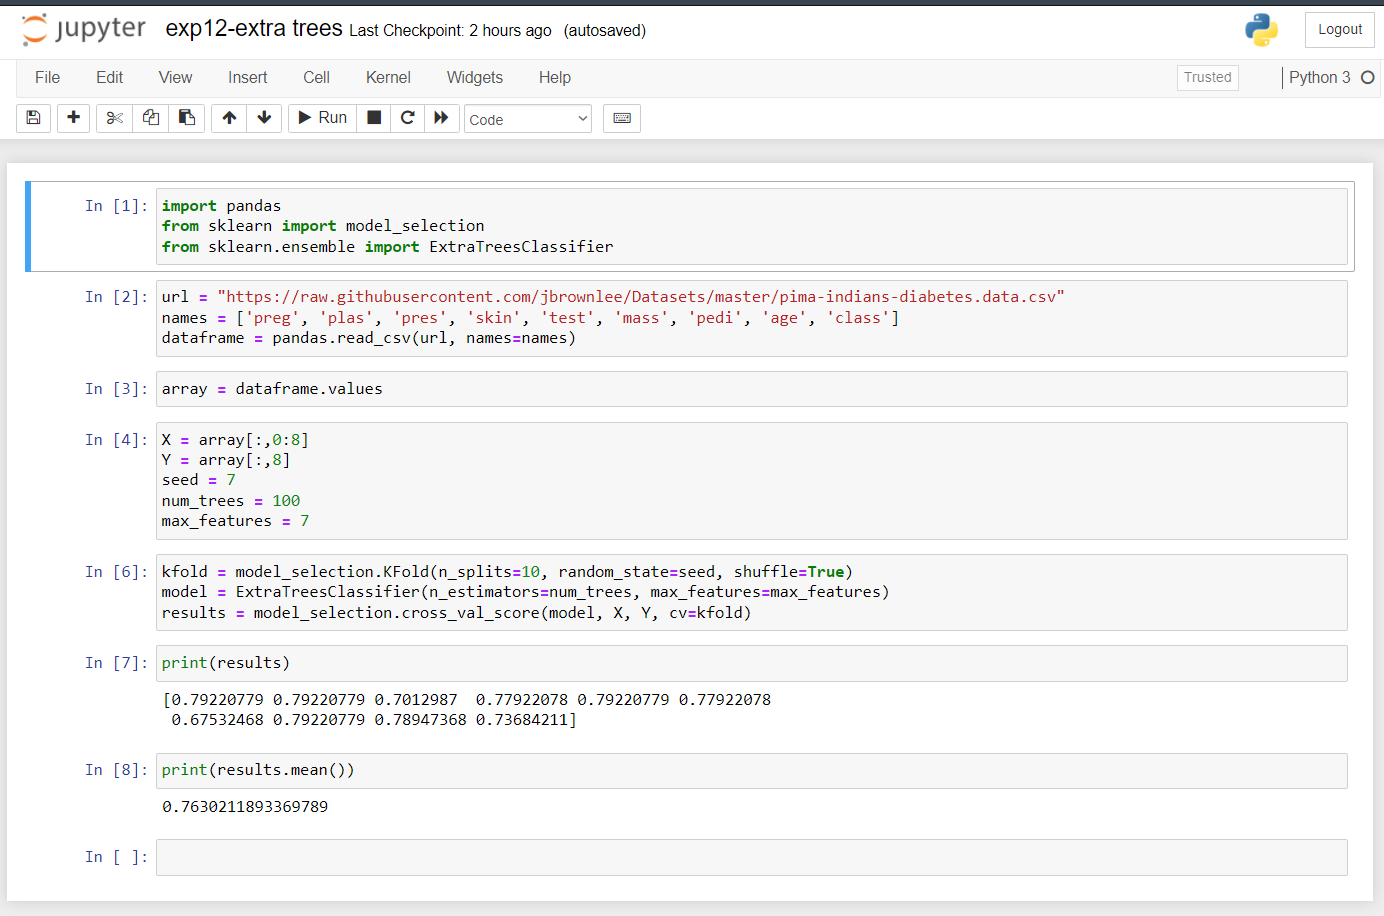 jupyter exp12-extra trees Last Checkpoint: 2 hours ago (autosaved) Logout
File Edit View Insert Cell Kernel Widgets Help Trusted Python 3
Run Code
In [1]: import pandas
from sklearn import model_selection
from sklearn.ensemble import ExtraTreesClassifier
In [2]: url = "https://raw.githubusercontent.com/jbrownlee/Datasets/master/pima-indians-diabetes.data.csv"
names = ['preg', 'plas', 'pres', 'skin', 'test', 'mass', 'pedi', 'age', 'class']
dataframe = pandas.read_csv(url, names=names)
In [3]: array = dataframe.values
In [4]: X = array[:,0:8]
Y = array[:,8]
seed = 7
num_trees = 100
max_features = 7
In [6]: kfold = model_selection.KFold(n_splits=10, random_state=seed, shuffle=True)
model = ExtraTreesClassifier(n_estimators=num_trees, max_features=max_features)
results = model_selection.cross_val_score(model, X, Y, cv=kfold)
In [7]: print(results)
[0.79220779 0.79220779 0.7012987  0.77922078 0.79220779 0.77922078
0.67532468 0.79220779 0.78947368 0.73684211]
In [8]: print(results.mean())
0.7630211893369789
In [ ]: